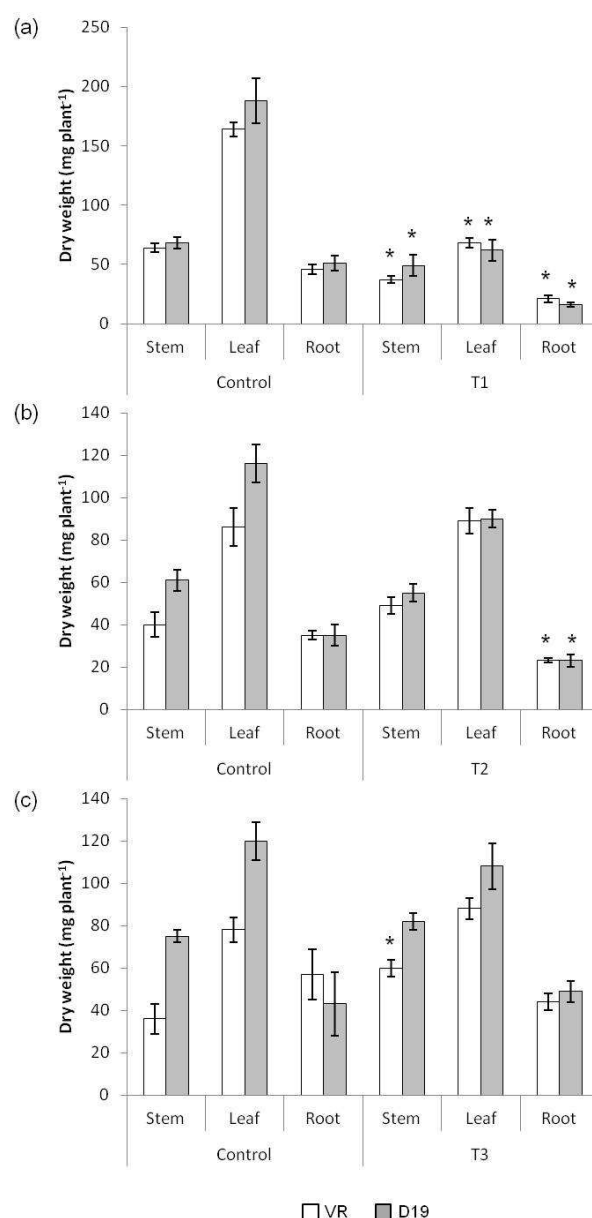 (a)
Dry weight (mg plant⁻¹)
250
200
150
100
50
0
* * * * * *
Stem Leaf Root Stem Leaf Root
Control T1
(b)
Dry weight (mg plant⁻¹)
140
120
100
80
60
40
20
0
* *
Stem Leaf Root Stem Leaf Root
Control T2
(c)
Dry weight (mg plant⁻¹)
140
120
100
80
60
40
20
0
*
Stem Leaf Root Stem Leaf Root
Control T3
VR D19